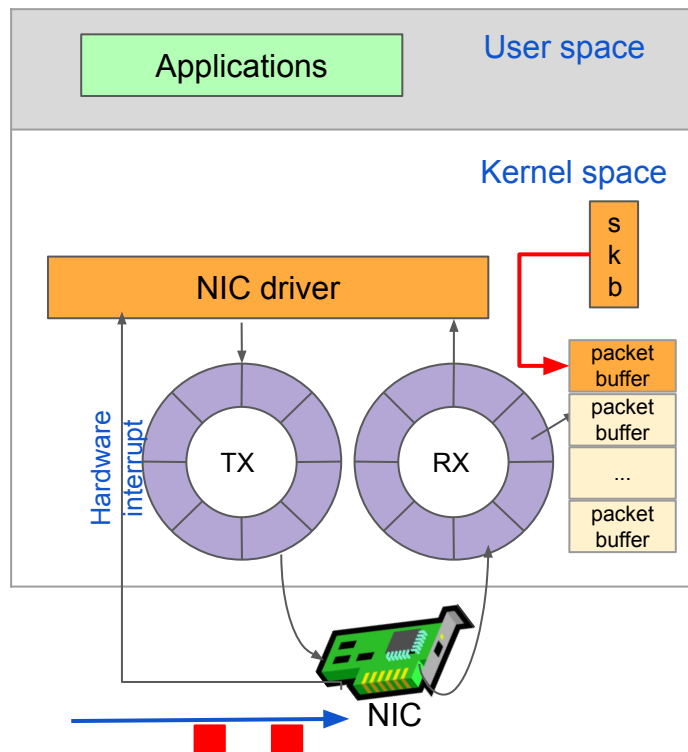 Applications
User space
Kernel space
s
k
b
NIC driver
packet
buffer
packet
buffer
...
packet
buffer
Hardware
interrupt
TX
RX
NIC